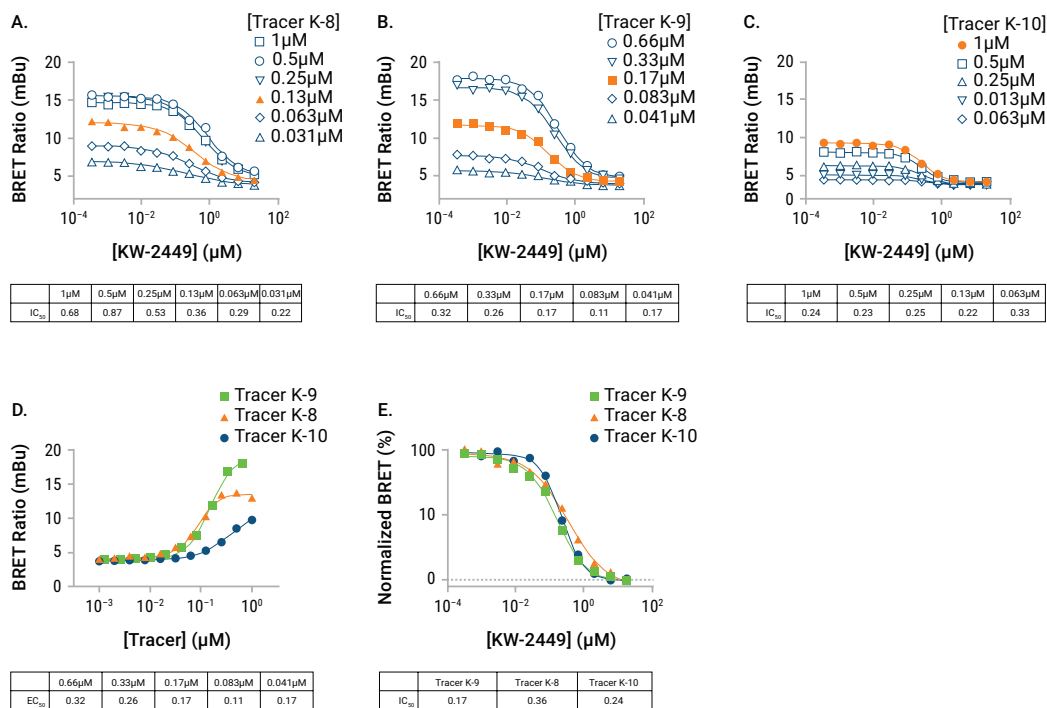 A.
[Tracer K-8]
1µM
0.5µM
0.25µM
0.13µM
0.063µM
0.031µM
BRET Ratio (mBu)
20
15
10
5
10⁻⁴ 10⁻² 10⁰ 10²
[KW-2449] (µM)
1µM 0.5µM 0.25µM 0.13µM 0.063µM 0.031µM
IC₅₀ 0.68 0.87 0.53 0.36 0.29 0.22
B.
[Tracer K-9]
0.66µM
0.33µM
0.17µM
0.083µM
0.041µM
BRET Ratio (mBu)
20
15
10
5
10⁻⁴ 10⁻² 10⁰ 10²
[KW-2449] (µM)
0.66µM 0.33µM 0.17µM 0.083µM 0.041µM
IC₅₀ 0.32 0.26 0.17 0.11 0.17
C.
[Tracer K-10]
1µM
0.5µM
0.25µM
0.013µM
0.063µM
BRET Ratio (mBu)
20
15
10
5
0
10⁻⁴ 10⁻² 10⁰ 10²
[KW-2449] (µM)
1µM 0.5µM 0.25µM 0.13µM 0.063µM
IC₅₀ 0.24 0.23 0.25 0.22 0.33
D.
Tracer K-9
Tracer K-8
Tracer K-10
BRET Ratio (mBu)
20
15
10
5
0
10⁻³ 10⁻² 10⁻¹ 10⁰
[Tracer] (µM)
0.66µM 0.33µM 0.17µM 0.083µM 0.041µM
EC₅₀ 0.32 0.26 0.17 0.11 0.17
E.
Tracer K-9
Tracer K-8
Tracer K-10
Normalized BRET (%)
100
10
0
10⁻⁴ 10⁻² 10⁰ 10²
[KW-2449] (µM)
Tracer K-9 Tracer K-8 Tracer K-10
IC₅₀ 0.17 0.36 0.24